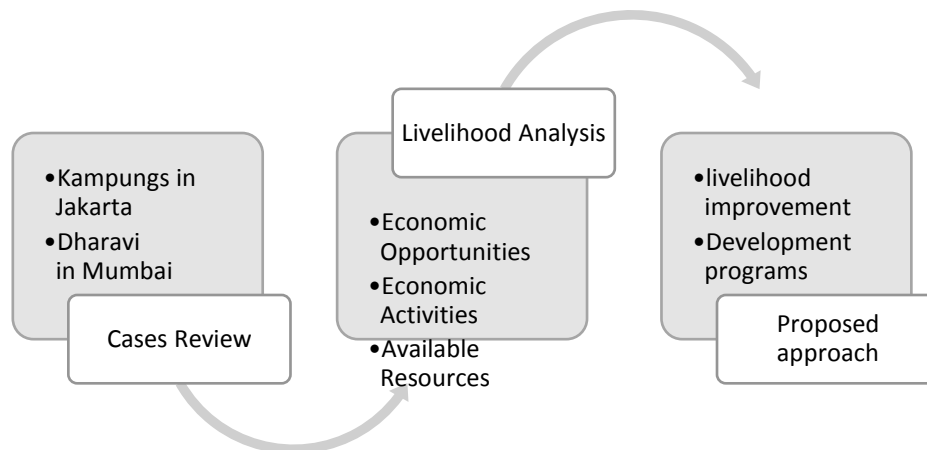 •Kampungs in
Jakarta
•Dharavi
in Mumbai
Cases Review
Livelihood Analysis
•Economic
Opportunities
•Economic
Activities
•Available
Resources
•livelihood
improvement
•Development
programs
Proposed
approach